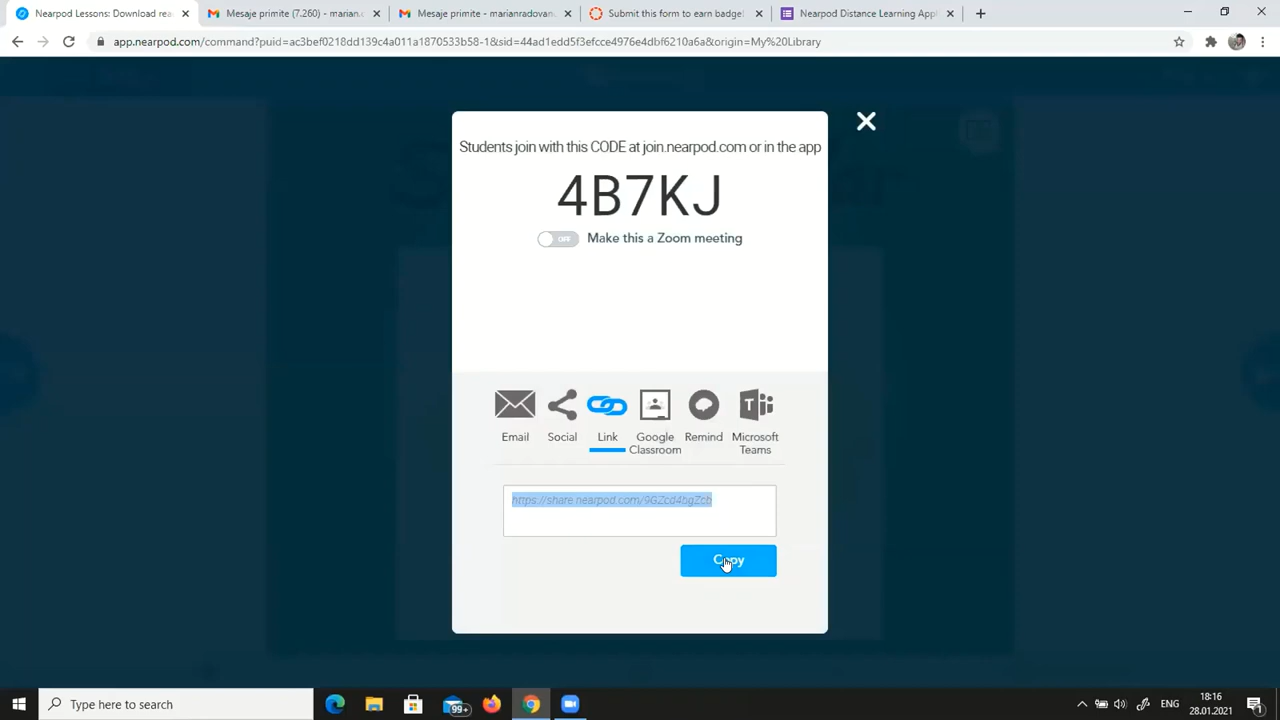 Nearpod Lessons: Download rea
Mesaje primite (7.260) - marian.
Mesaje primite - marianradovan
Submit this form to earn badge!
Nearpod Distance Learning Appl
app.nearpod.com/command?puid=ac3bef0218dd139c4a011a1870533b58-1&sid=44ad1edd5f3efcce4976e4dbf6210a6a&origin=My%20Library
Students join with this CODE at join.nearpod.com or in the app
4B7KJ
OFF Make this a Zoom meeting
Email Social Link Google Classroom Remind Microsoft Teams
https://share.nearpod.com/9GZcd4bgZcb
Copy
Type here to search
99+
ENG
18:16
28.01.2021
1